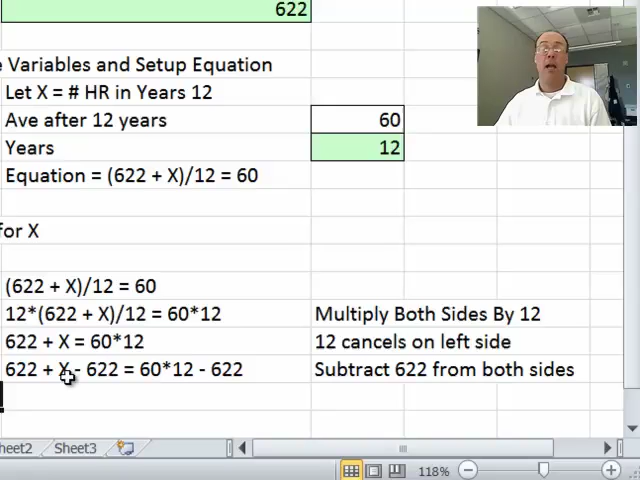 622
e Variables and Setup Equation
Let X = # HR in Years 12
Ave after 12 years 60
Years 12
Equation = (622 + X)/12 = 60
for X
(622 + X)/12 = 60
12*(622 + X)/12 = 60*12 Multiply Both Sides By 12
622 + X = 60*12 12 cancels on left side
622 + X - 622 = 60*12 - 622 Subtract 622 from both sides
heet2 Sheet3
118%